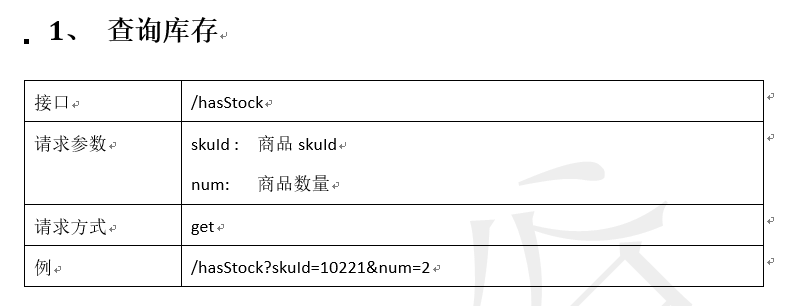 1、 查询库存
接口 /hasStock
请求参数 skuId： 商品 skuId
num: 商品数量
请求方式 get
例 /hasStock?skuId=10221&num=2